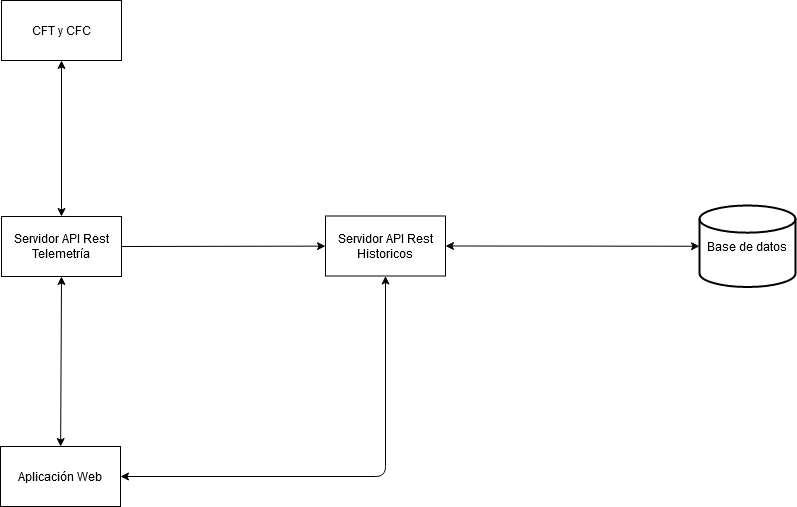 CFT y CFC
Servidor API Rest
Telemetría
Servidor API Rest
Historicos
Base de datos
Aplicación Web